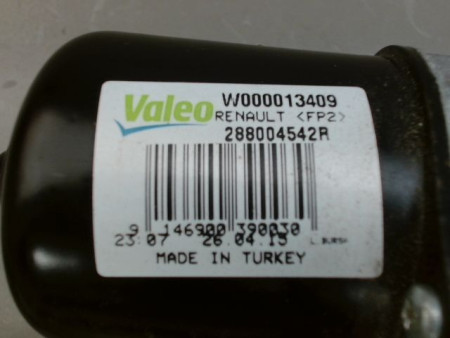 Valeo W000013409
RENAULT <FP2>
288004542R
9 146900 390030
23:07 26.04.15
MADE IN TURKEY